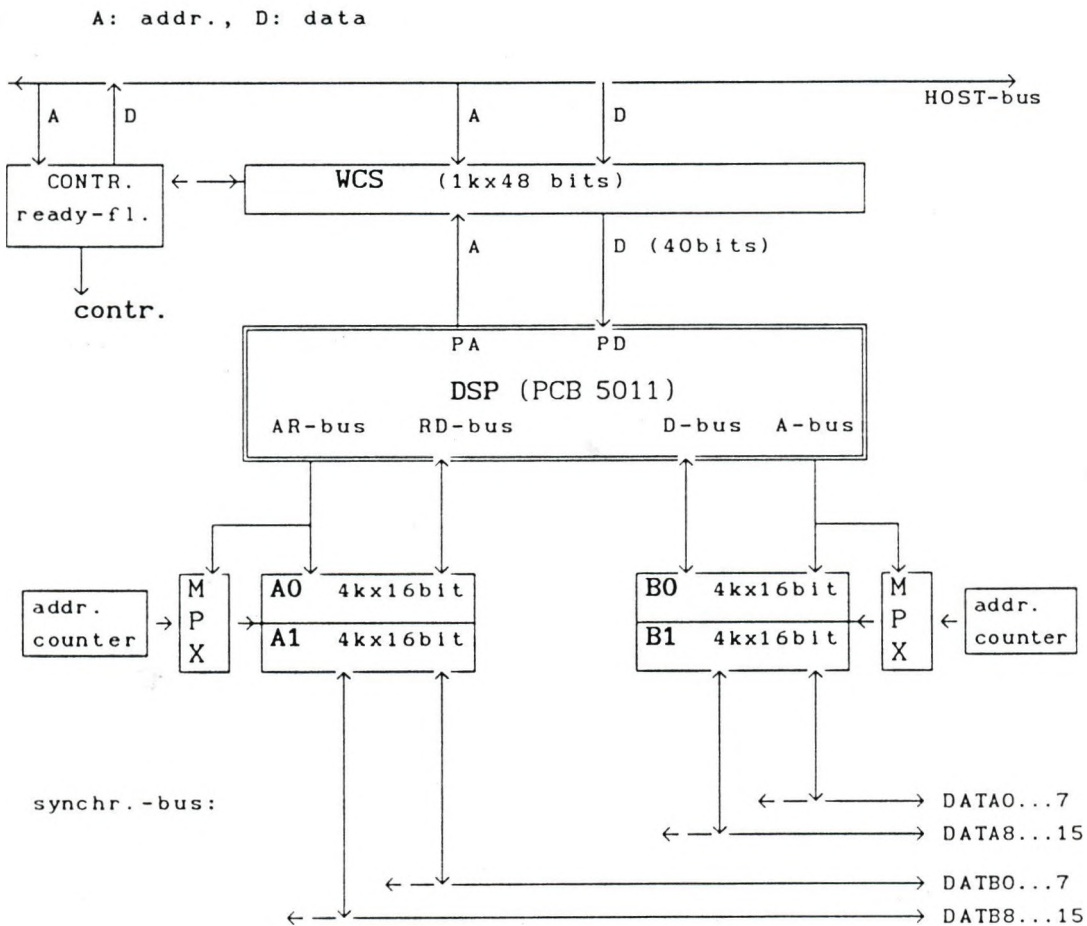 A: addr., D: data
HOST-bus
A
D
A
D
CONTR.
ready-fl.
WCS (1kx48 bits)
A
D (40bits)
contr.
PA
PD
DSP (PCB 5011)
AR-bus
RD-bus
D-bus
A-bus
addr.
counter
M
P
X
A0 4kx16bit
A1 4kx16bit
B0 4kx16bit
B1 4kx16bit
M
P
X
addr.
counter
synchr.-bus:
DATA0...7
DATA8...15
DATB0...7
DATB8...15